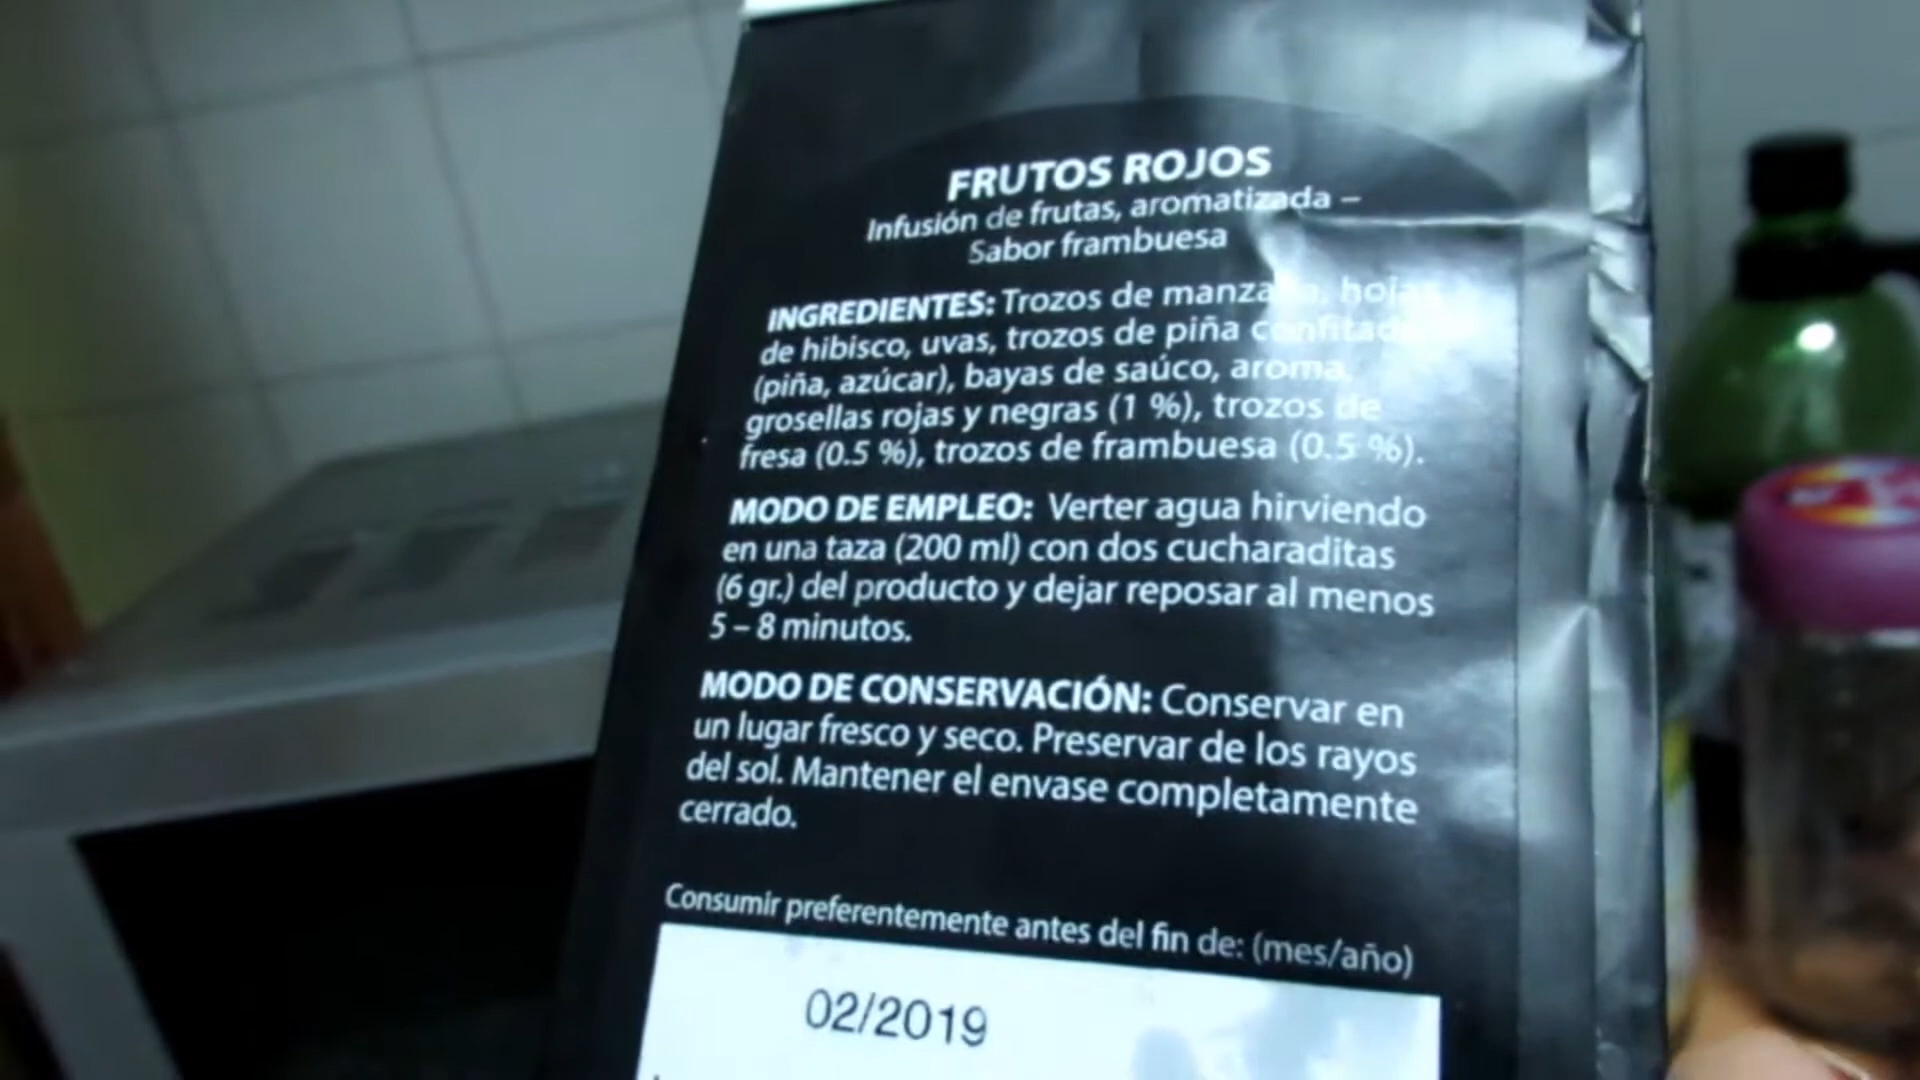 FRUTOS ROJOS
Infusión de frutas, aromatizada –
Sabor frambuesa
INGREDIENTES: Trozos de manzana, hojas
de hibisco, uvas, trozos de piña confitada
(piña, azúcar), bayas de saúco, aroma,
grosellas rojas y negras (1 %), trozos de
fresa (0.5 %), trozos de frambuesa (0.5 %).
MODO DE EMPLEO: Verter agua hirviendo
en una taza (200 ml) con dos cucharaditas
(6 gr.) del producto y dejar reposar al menos
5 – 8 minutos.
MODO DE CONSERVACIÓN: Conservar en
un lugar fresco y seco. Preservar de los rayos
del sol. Mantener el envase completamente
cerrado.
Consumir preferentemente antes del fin de: (mes/año)
02/2019